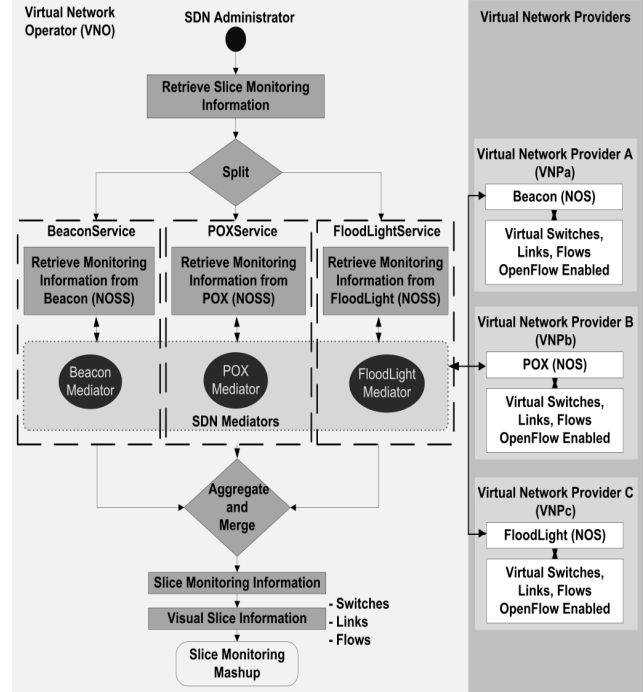 Virtual Network
Operator (VNO)
SDN Administrator
Virtual Network Providers
Retrieve Slice Monitoring
Information
Split
BeaconService
POXService
FloodLightService
Retrieve Monitoring
Information from
Beacon (NOSS)
Retrieve Monitoring
Information from
POX (NOSS)
Retrieve Monitoring
Information from
FloodLight (NOSS)
Beacon
Mediator
POX
Mediator
FloodLight
Mediator
SDN Mediators
Aggregate
and
Merge
Slice Monitoring Information
Visual Slice Information
- Switches
- Links
- Flows
Slice Monitoring
Mashup
Virtual Network Provider A
(VNPa)
Beacon (NOS)
Virtual Switches,
Links, Flows
OpenFlow Enabled
Virtual Network Provider B
(VNPb)
POX (NOS)
Virtual Switches,
Links, Flows
OpenFlow Enabled
Virtual Network Provider C
(VNPc)
FloodLight (NOS)
Virtual Switches,
Links, Flows
OpenFlow Enabled